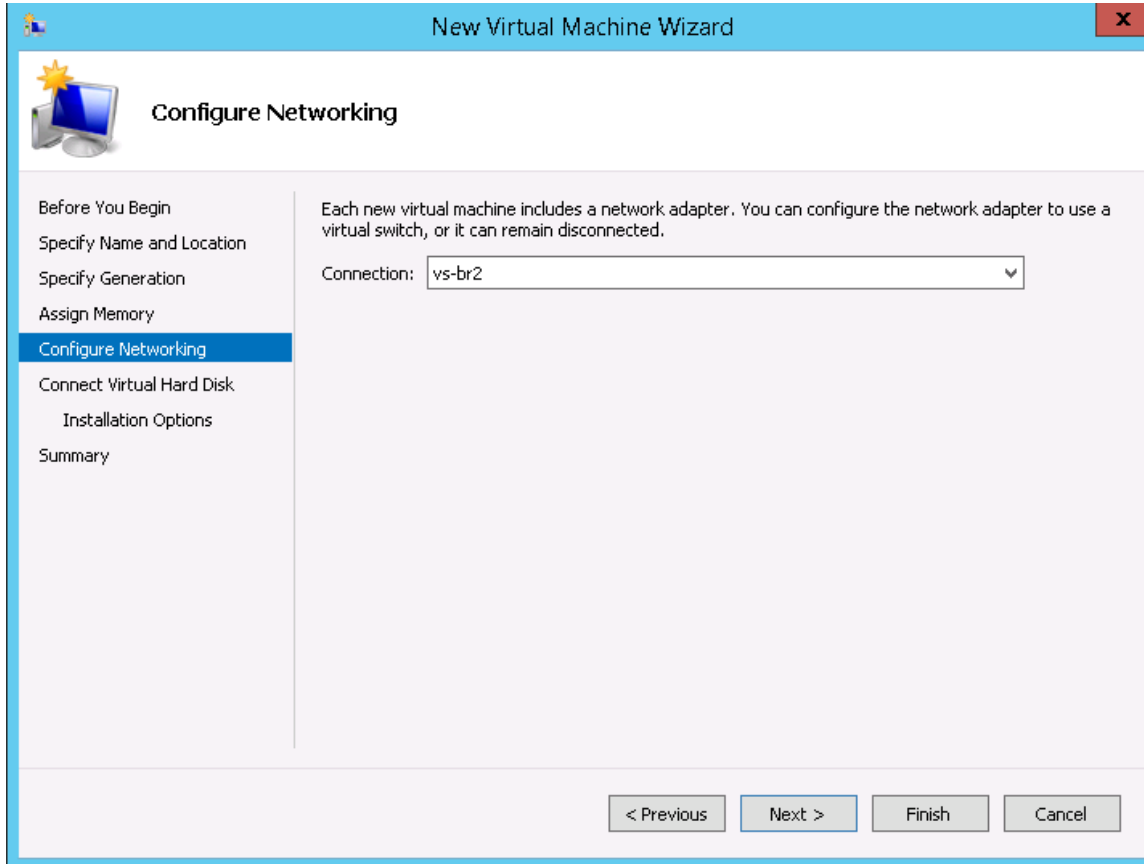 New Virtual Machine Wizard
x
Configure Networking
Before You Begin
Specify Name and Location
Specify Generation
Assign Memory
Configure Networking
Connect Virtual Hard Disk
Installation Options
Summary
Each new virtual machine includes a network adapter. You can configure the network adapter to use a
virtual switch, or it can remain disconnected.
Connection: vs-br2
< Previous Next > Finish Cancel